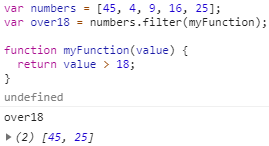 var numbers = [45, 4, 9, 16, 25];
var over18 = numbers.filter(myFunction);
function myFunction(value) {
  return value > 18;
}
undefined
over18
▸ (2) [45, 25]